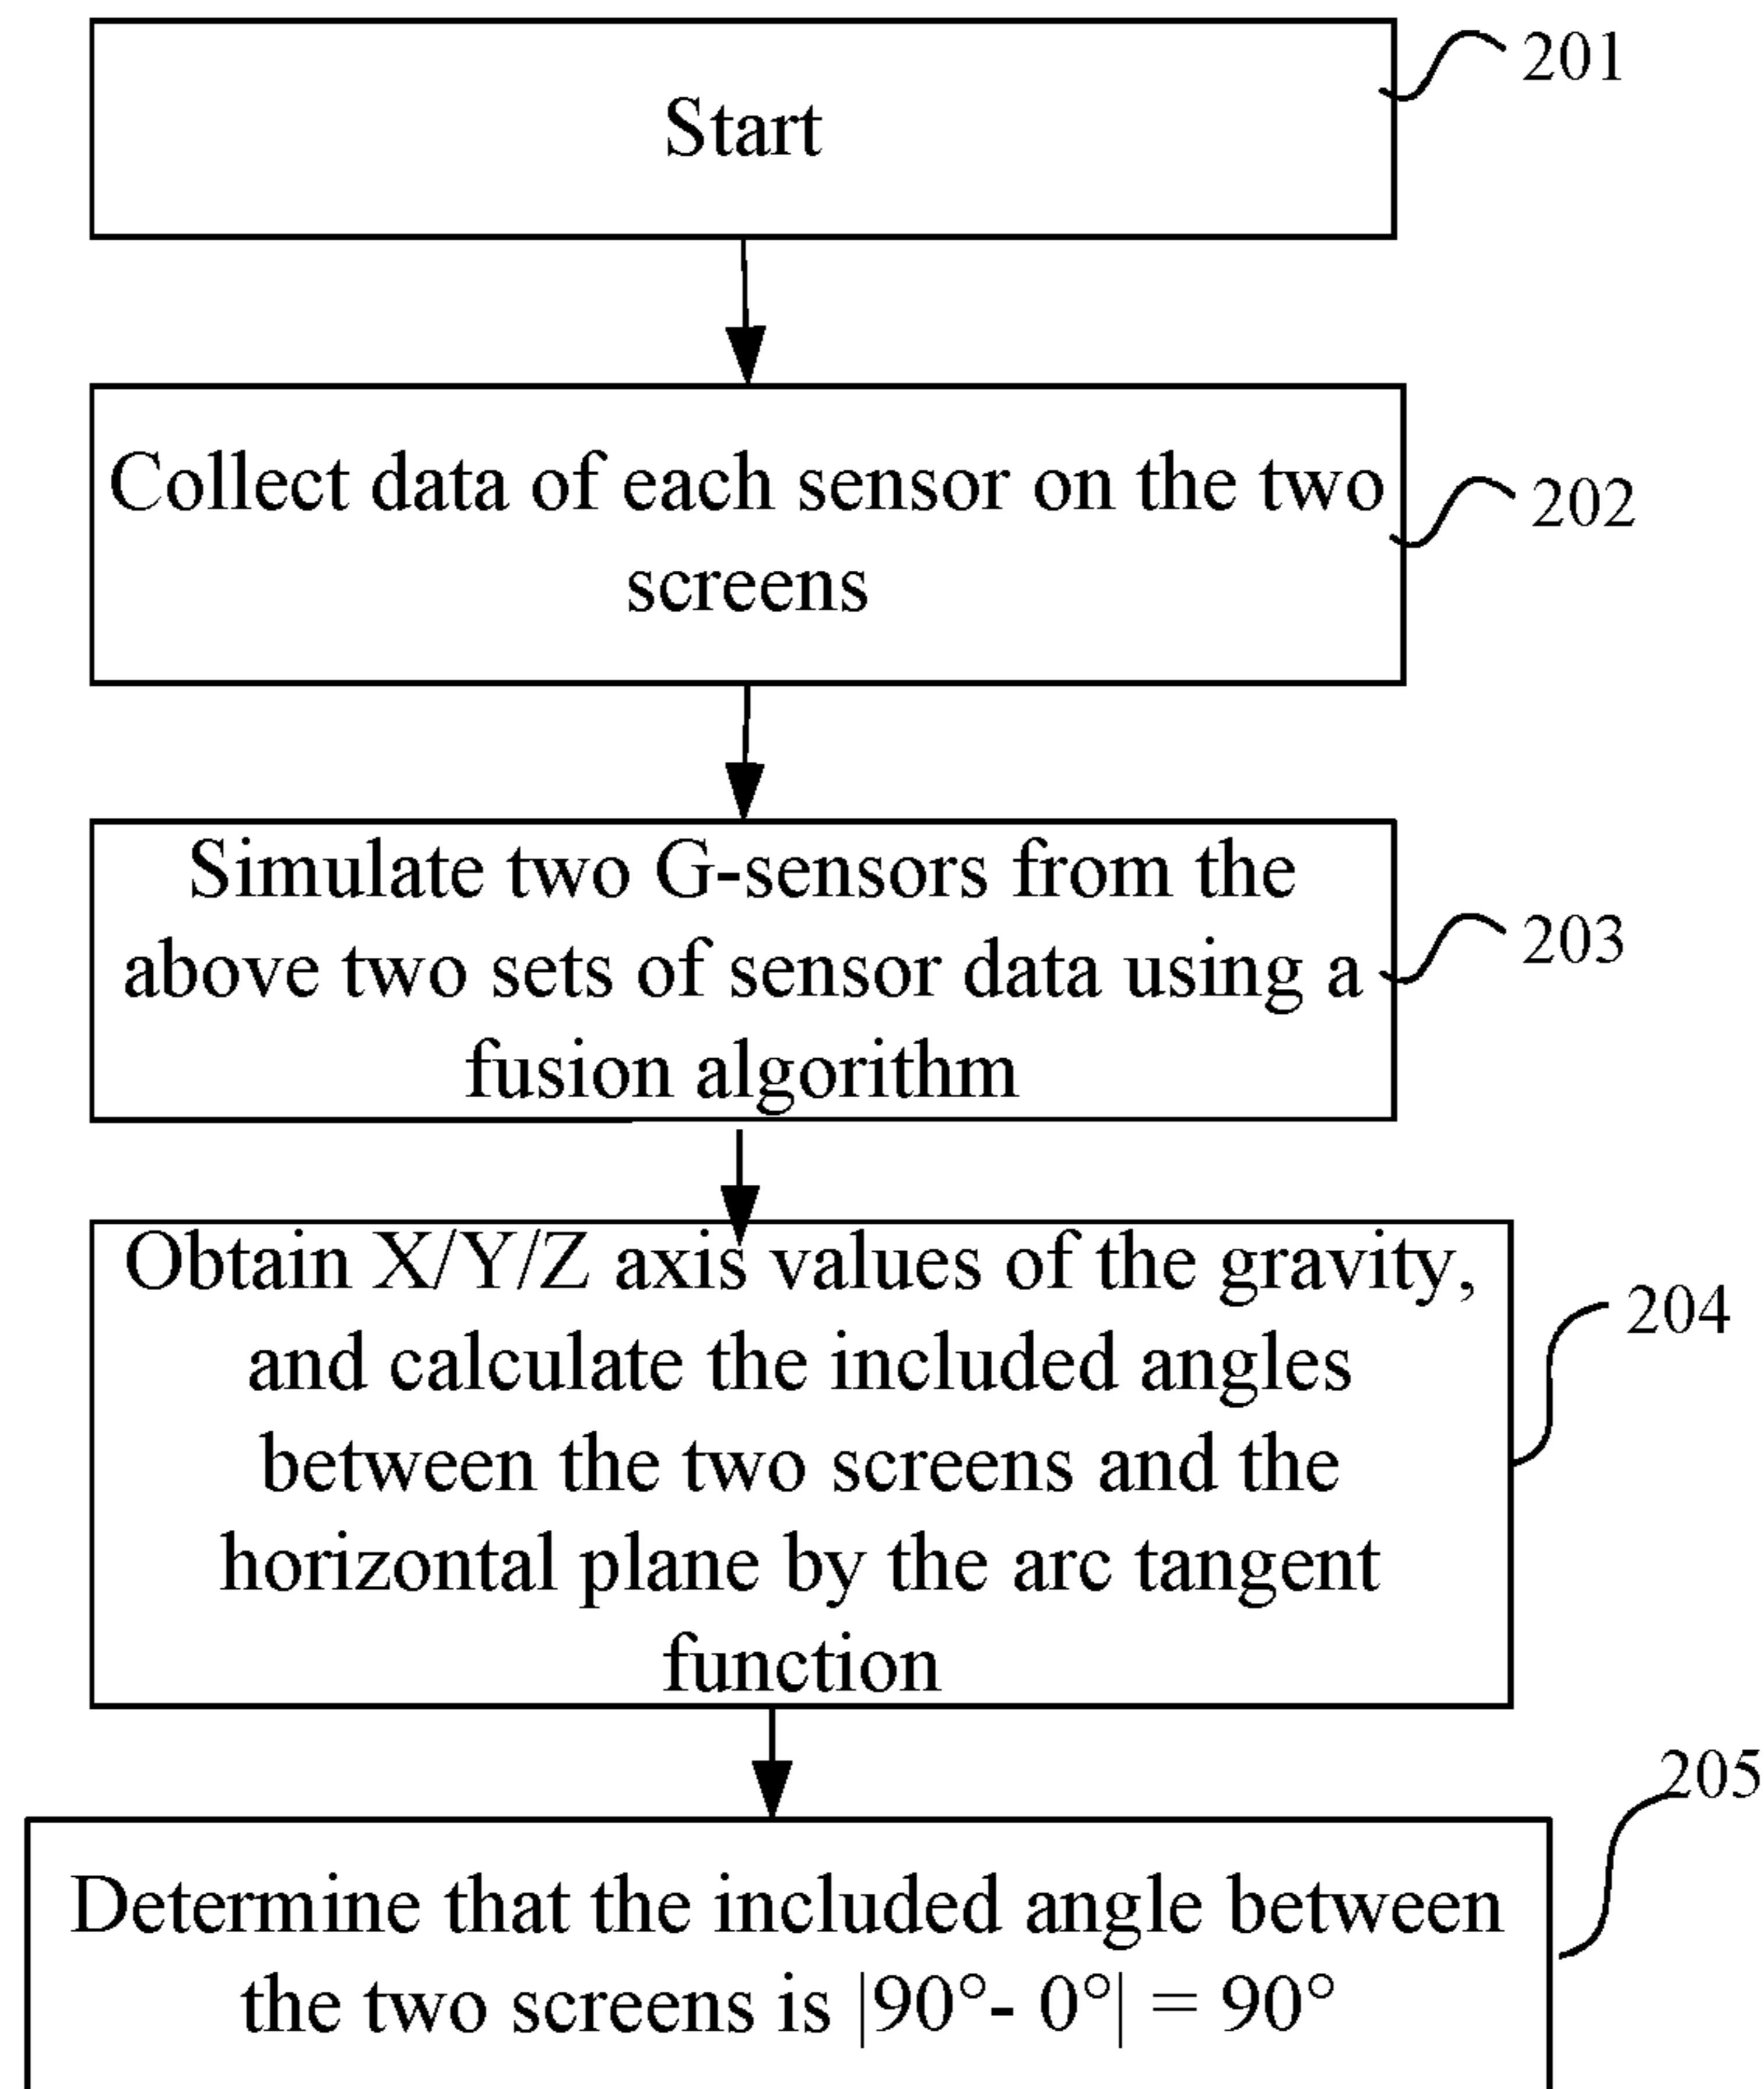 Start
201
Collect data of each sensor on the two
screens
202
Simulate two G-sensors from the
above two sets of sensor data using a
fusion algorithm
203
Obtain X/Y/Z axis values of the gravity,
and calculate the included angles
between the two screens and the
horizontal plane by the arc tangent
function
204
Determine that the included angle between
the two screens is |90°- 0°| = 90°
205